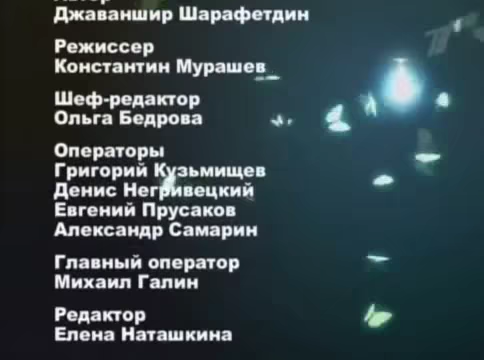 Джаваншир Шарафетдин
Режиссер
Константин Мурашев
Шеф-редактор
Ольга Бедрова
Операторы
Григорий Кузьмищев
Денис Негривецкий
Евгений Прусаков
Александр Самарин
Главный оператор
Михаил Галин
Редактор
Елена Наташкина